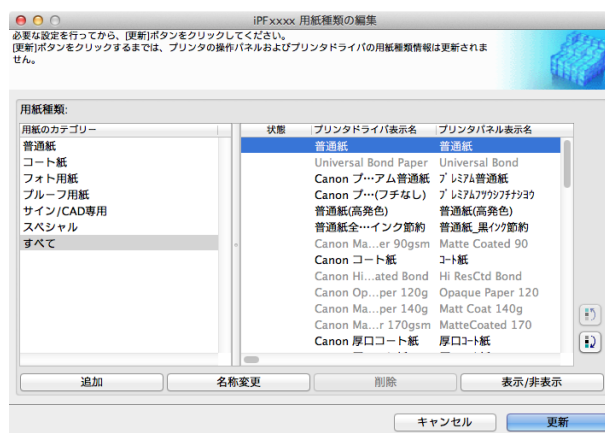 iPFxxxx 用紙種類の編集
必要な設定を行ってから、[更新]ボタンをクリックしてください。
[更新]ボタンをクリックするまでは、プリンタの操作パネルおよびプリンタドライバの用紙種類情報は更新されま
せん。
用紙種類:
用紙のカテゴリー 状態 プリンタドライバ表示名 プリンタパネル表示名
普通紙 普通紙 普通紙
コート紙 Universal Bond Paper Universal Bond
フォト用紙 Canon プ…アム普通紙 プレミアム普通紙
プルーフ用紙 Canon プ…(フチなし) プレミアムフツウシフチナシヨウ
サイン/CAD専用 普通紙(高発色) 普通紙(高発色)
スペシャル 普通紙全…インク節約 普通紙_黒インク節約
すべて Canon Ma…er 90gsm Matte Coated 90
Canon コート紙 コート紙
Canon Hi…ated Bond Hi ResCtd Bond
Canon Op…per 120g Opaque Paper 120
Canon Ma…per 140g Matt Coat 140g
Canon Ma…r 170gsm MatteCoated 170
Canon 厚口コート紙 厚口コート紙
追加 名称変更 削除 表示/非表示
キャンセル 更新